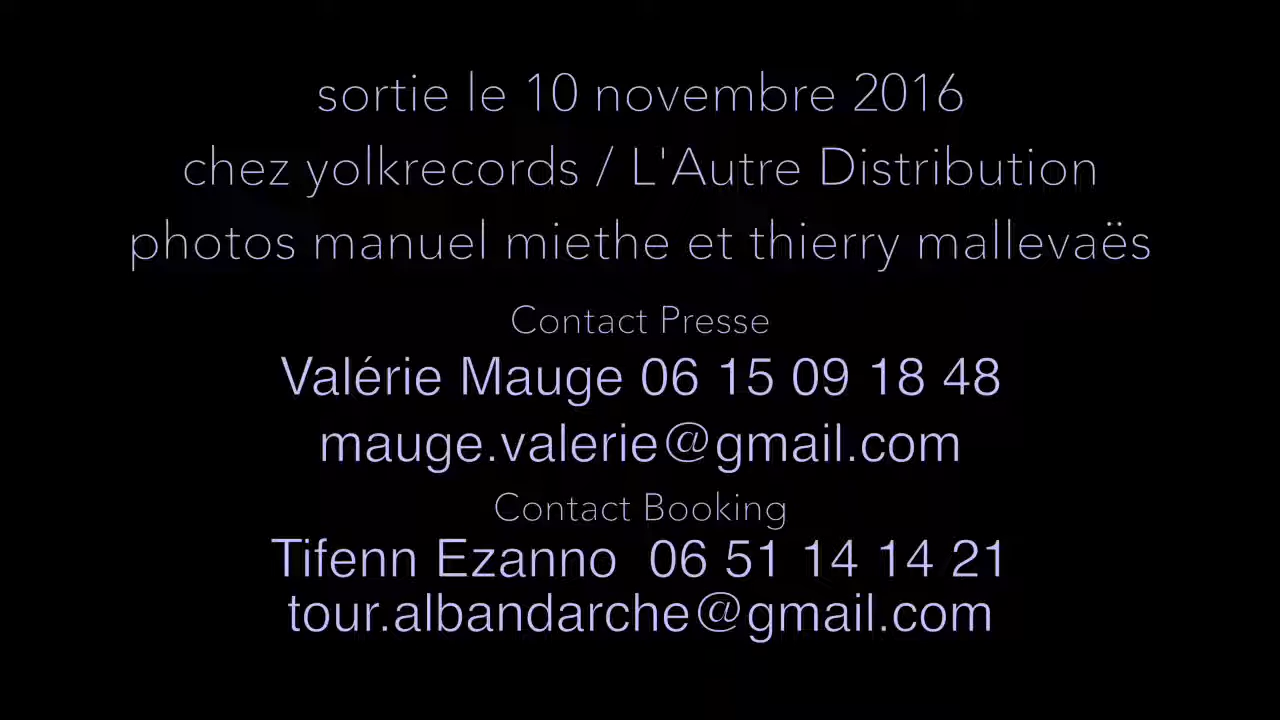 sortie le 10 novembre 2016
chez yolkrecords / L'Autre Distribution
photos manuel miethe et thierry mallevaës
Contact Presse
Valérie Mauge 06 15 09 18 48
mauge.valerie@gmail.com
Contact Booking
Tifenn Ezanno 06 51 14 14 21
tour.albandarche@gmail.com